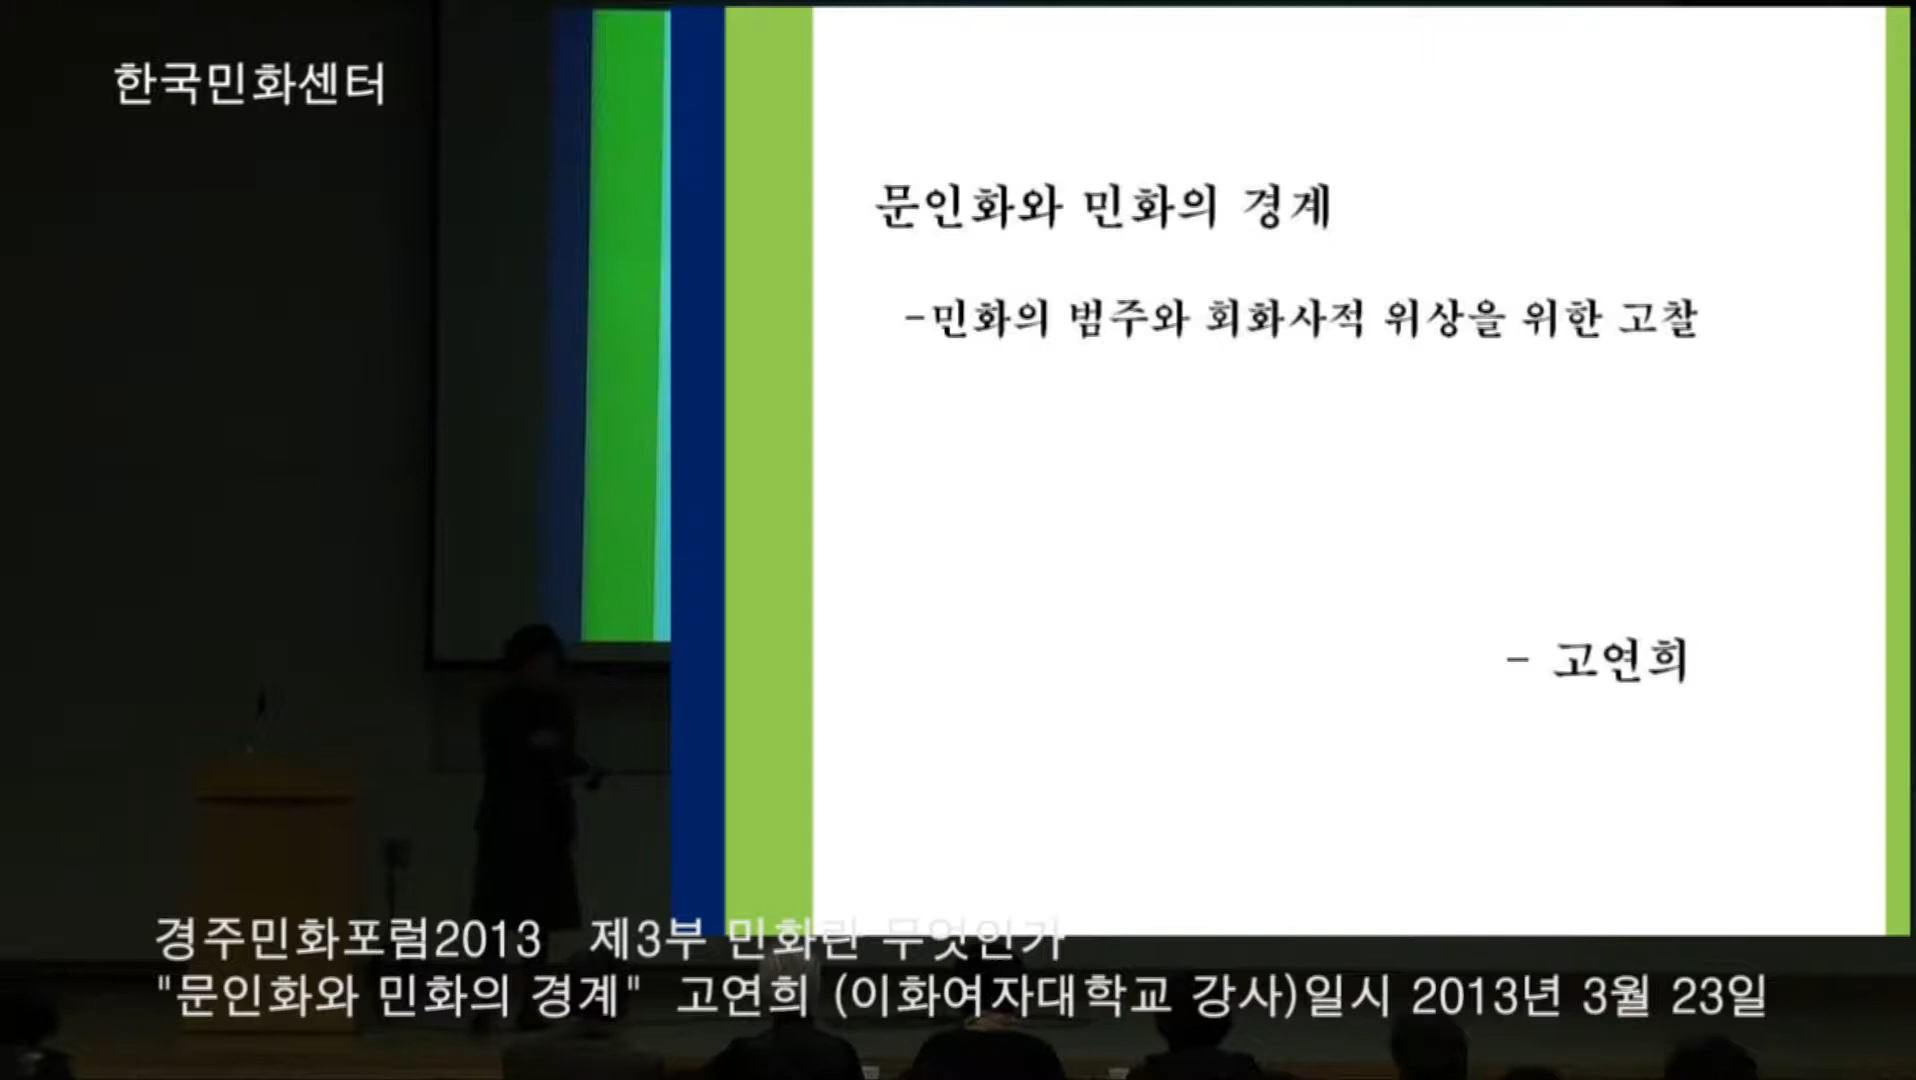 한국민화센터
문인화와 민화의 경계
-민화의 범주와 회화사적 위상을 위한 고찰
- 고연희
경주민화포럼2013 제3부 민화란 무엇인가
"문인화와 민화의 경계" 고연희 (이화여자대학교 강사)일시 2013년 3월 23일